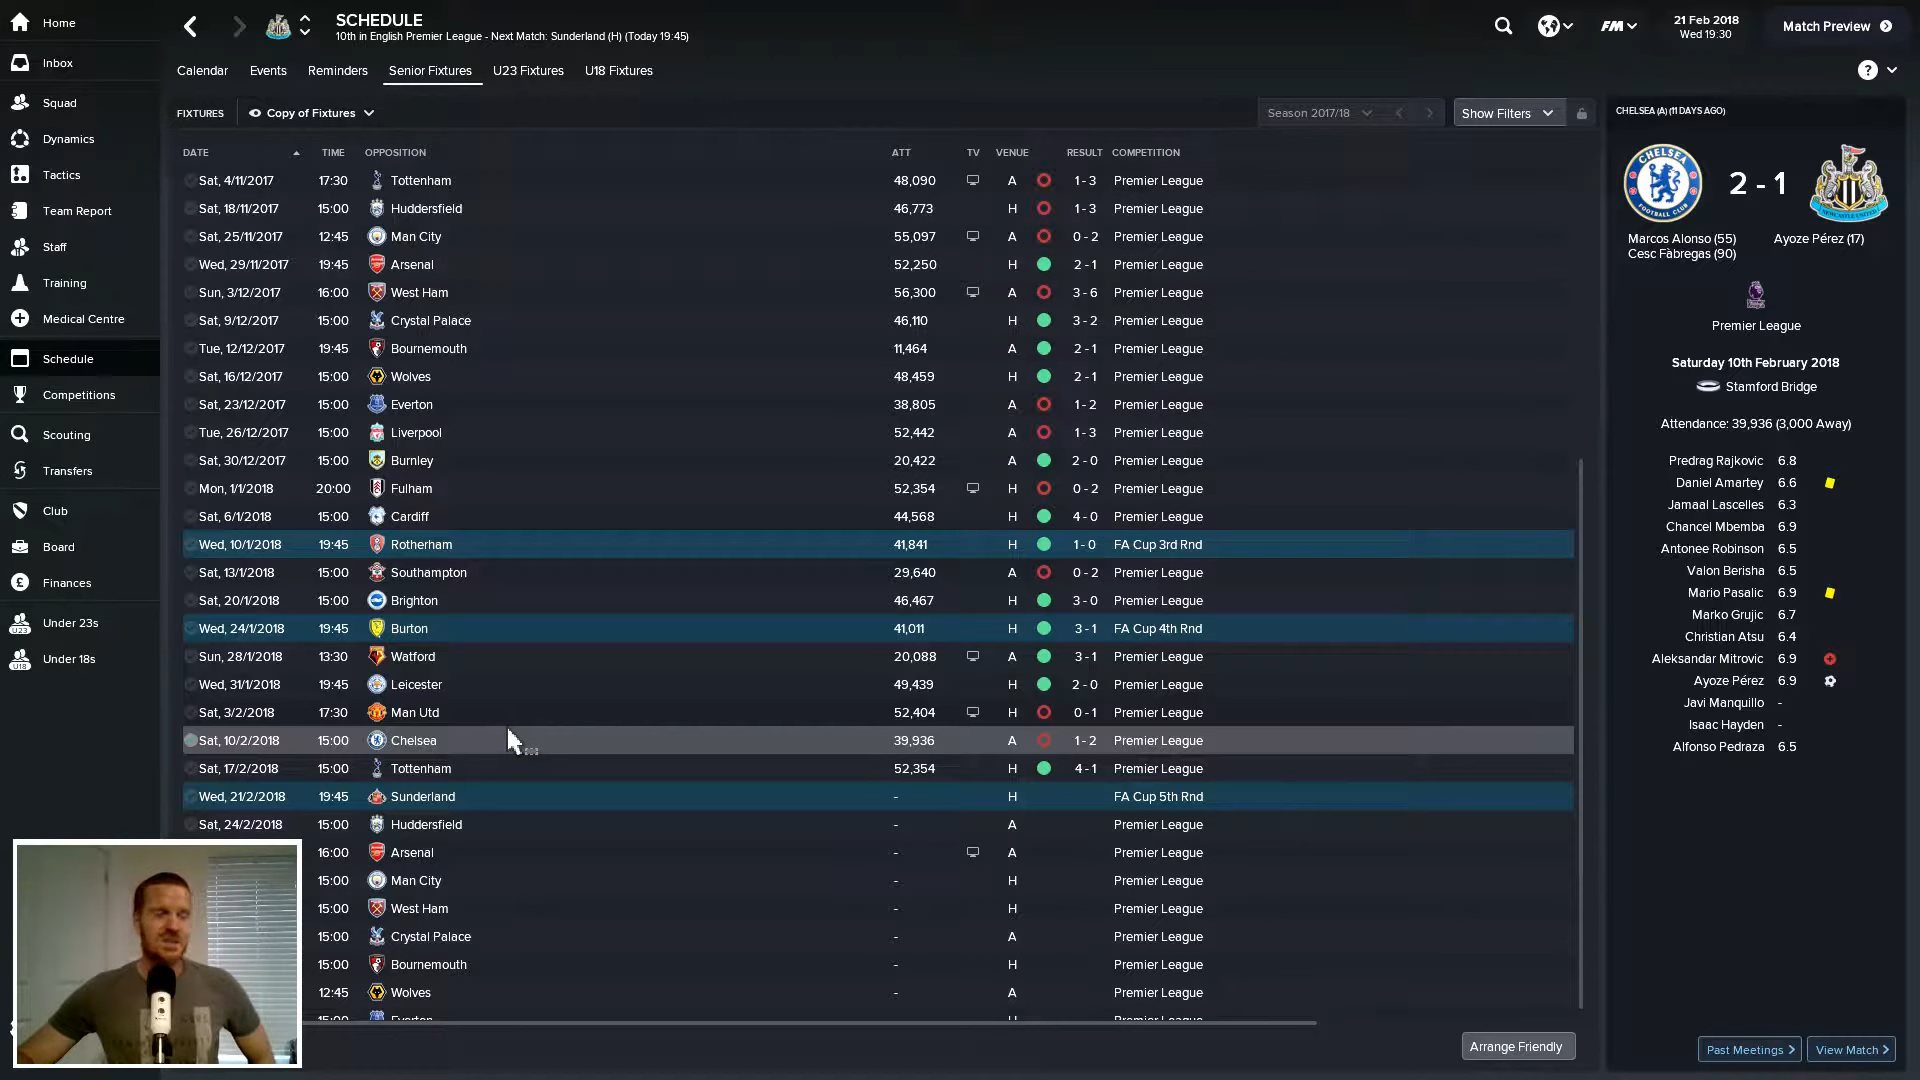 Home
Inbox
Squad
Dynamics
Tactics
Team Report
Staff
Training
Medical Centre
Schedule
Competitions
Scouting
Transfers
Club
Board
Finances
U23 Under 23s
U18 Under 18s
SCHEDULE
10th in English Premier League - Next Match: Sunderland (H) (Today 19:45)
FM
21 Feb 2018
Wed 19:30
Match Preview
Calendar Events Reminders Senior Fixtures U23 Fixtures U18 Fixtures
?
FIXTURES Copy of Fixtures Season 2017/18 Show Filters
DATE TIME OPPOSITION ATT TV VENUE RESULT COMPETITION
Sat, 4/11/2017 17:30 Tottenham 48,090 A 1 - 3 Premier League
Sat, 18/11/2017 15:00 Huddersfield 46,773 H 1 - 3 Premier League
Sat, 25/11/2017 12:45 Man City 55,097 A 0 - 2 Premier League
Wed, 29/11/2017 19:45 Arsenal 52,250 H 2 - 1 Premier League
Sun, 3/12/2017 16:00 West Ham 56,300 A 3 - 6 Premier League
Sat, 9/12/2017 15:00 Crystal Palace 46,110 H 3 - 2 Premier League
Tue, 12/12/2017 19:45 Bournemouth 11,464 A 2 - 1 Premier League
Sat, 16/12/2017 15:00 Wolves 48,459 H 2 - 1 Premier League
Sat, 23/12/2017 15:00 Everton 38,805 A 1 - 2 Premier League
Tue, 26/12/2017 15:00 Liverpool 52,442 A 1 - 3 Premier League
Sat, 30/12/2017 15:00 Burnley 20,422 A 2 - 0 Premier League
Mon, 1/1/2018 20:00 Fulham 52,354 H 0 - 2 Premier League
Sat, 6/1/2018 15:00 Cardiff 44,568 H 4 - 0 Premier League
Wed, 10/1/2018 19:45 Rotherham 41,841 H 1 - 0 FA Cup 3rd Rnd
Sat, 13/1/2018 15:00 Southampton 29,640 A 0 - 2 Premier League
Sat, 20/1/2018 15:00 Brighton 46,467 H 3 - 0 Premier League
Wed, 24/1/2018 19:45 Burton 41,011 H 3 - 1 FA Cup 4th Rnd
Sun, 28/1/2018 13:30 Watford 20,088 A 3 - 1 Premier League
Wed, 31/1/2018 19:45 Leicester 49,439 H 2 - 0 Premier League
Sat, 3/2/2018 17:30 Man Utd 52,404 H 0 - 1 Premier League
Sat, 10/2/2018 15:00 Chelsea 39,936 A 1 - 2 Premier League
Sat, 17/2/2018 15:00 Tottenham 52,354 H 4 - 1 Premier League
Wed, 21/2/2018 19:45 Sunderland - H FA Cup 5th Rnd
Sat, 24/2/2018 15:00 Huddersfield - A Premier League
16:00 Arsenal - A Premier League
15:00 Man City - H Premier League
15:00 West Ham - H Premier League
15:00 Crystal Palace - A Premier League
15:00 Bournemouth - H Premier League
12:45 Wolves - A Premier League
15:00 Everton H Premier League
Arrange Friendly
CHELSEA (A) (11 DAYS AGO)
CHELSEA
FOOTBALL CLUB
2 - 1
NEWCASTLE UNITED
Marcos Alonso (55) Ayoze Pérez (17)
Cesc Fàbregas (90)
Premier League
Saturday 10th February 2018
Stamford Bridge
Attendance: 39,936 (3,000 Away)
Predrag Rajkovic 6.8
Daniel Amartey 6.6
Jamaal Lascelles 6.3
Chancel Mbemba 6.9
Antonee Robinson 6.5
Valon Berisha 6.5
Mario Pasalic 6.9
Marko Grujic 6.7
Christian Atsu 6.4
Aleksandar Mitrovic 6.9
Ayoze Pérez 6.9
Javi Manquillo -
Isaac Hayden -
Alfonso Pedraza 6.5
Past Meetings View Match